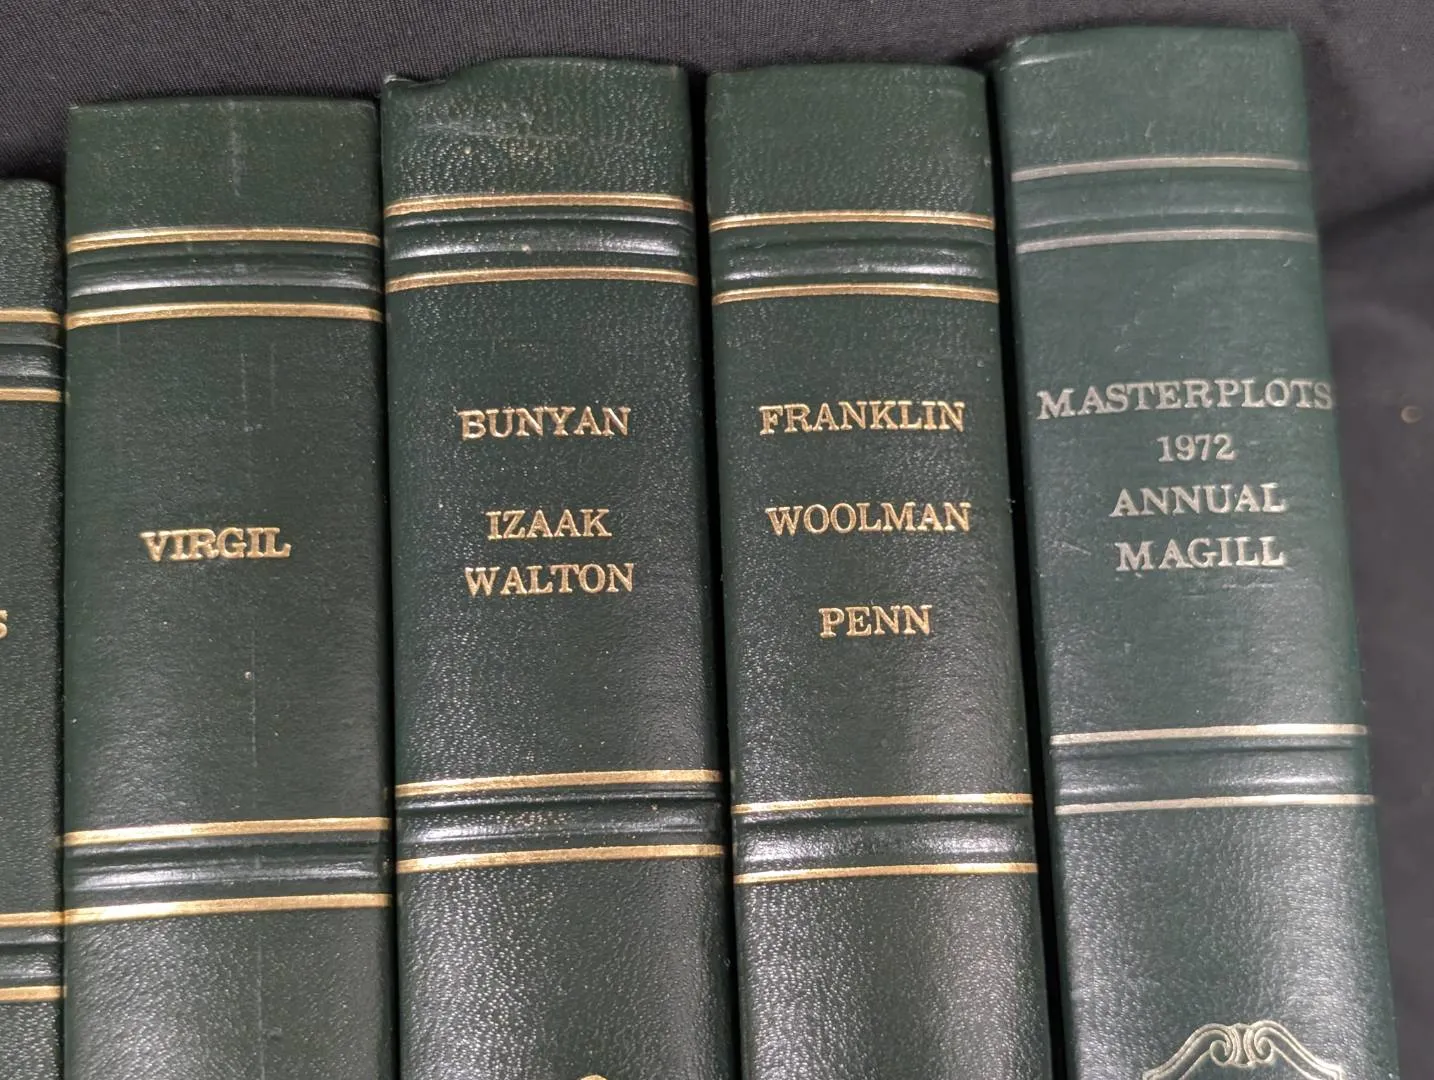 VIRGIL
BUNYAN
IZAAK
WALTON
FRANKLIN
WOOLMAN
PENN
MASTERPLOTS
1972
ANNUAL
MAGILL